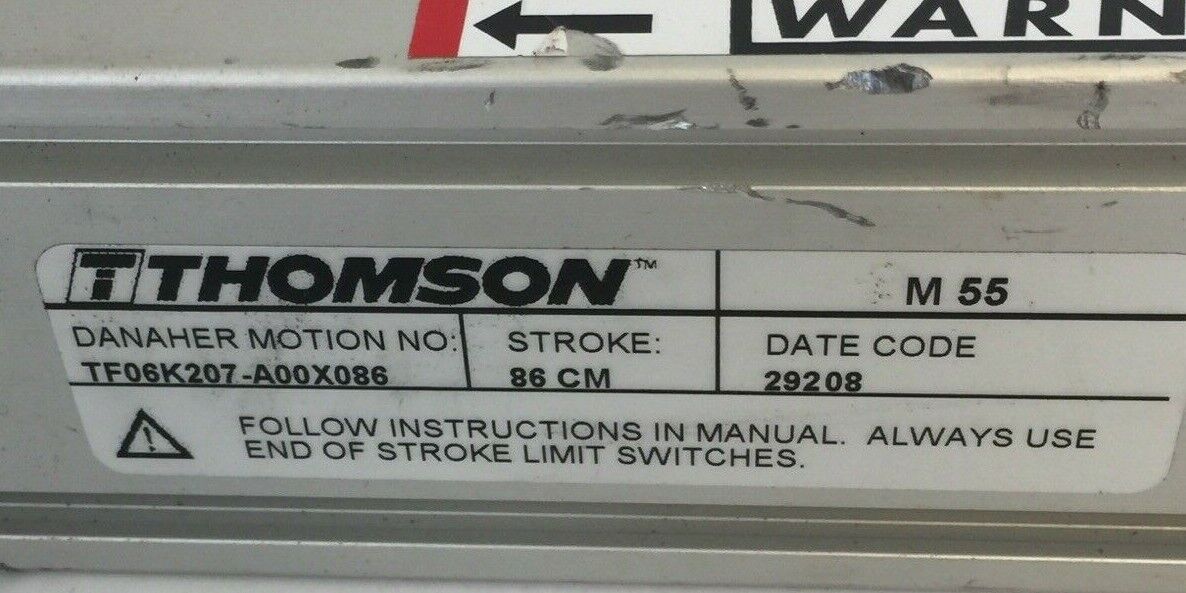 WARN
T THOMSON™
M 55
DANAHER MOTION NO:
TF06K207-A00X086
STROKE:
86 CM
DATE CODE
29208
FOLLOW INSTRUCTIONS IN MANUAL. ALWAYS USE
END OF STROKE LIMIT SWITCHES.